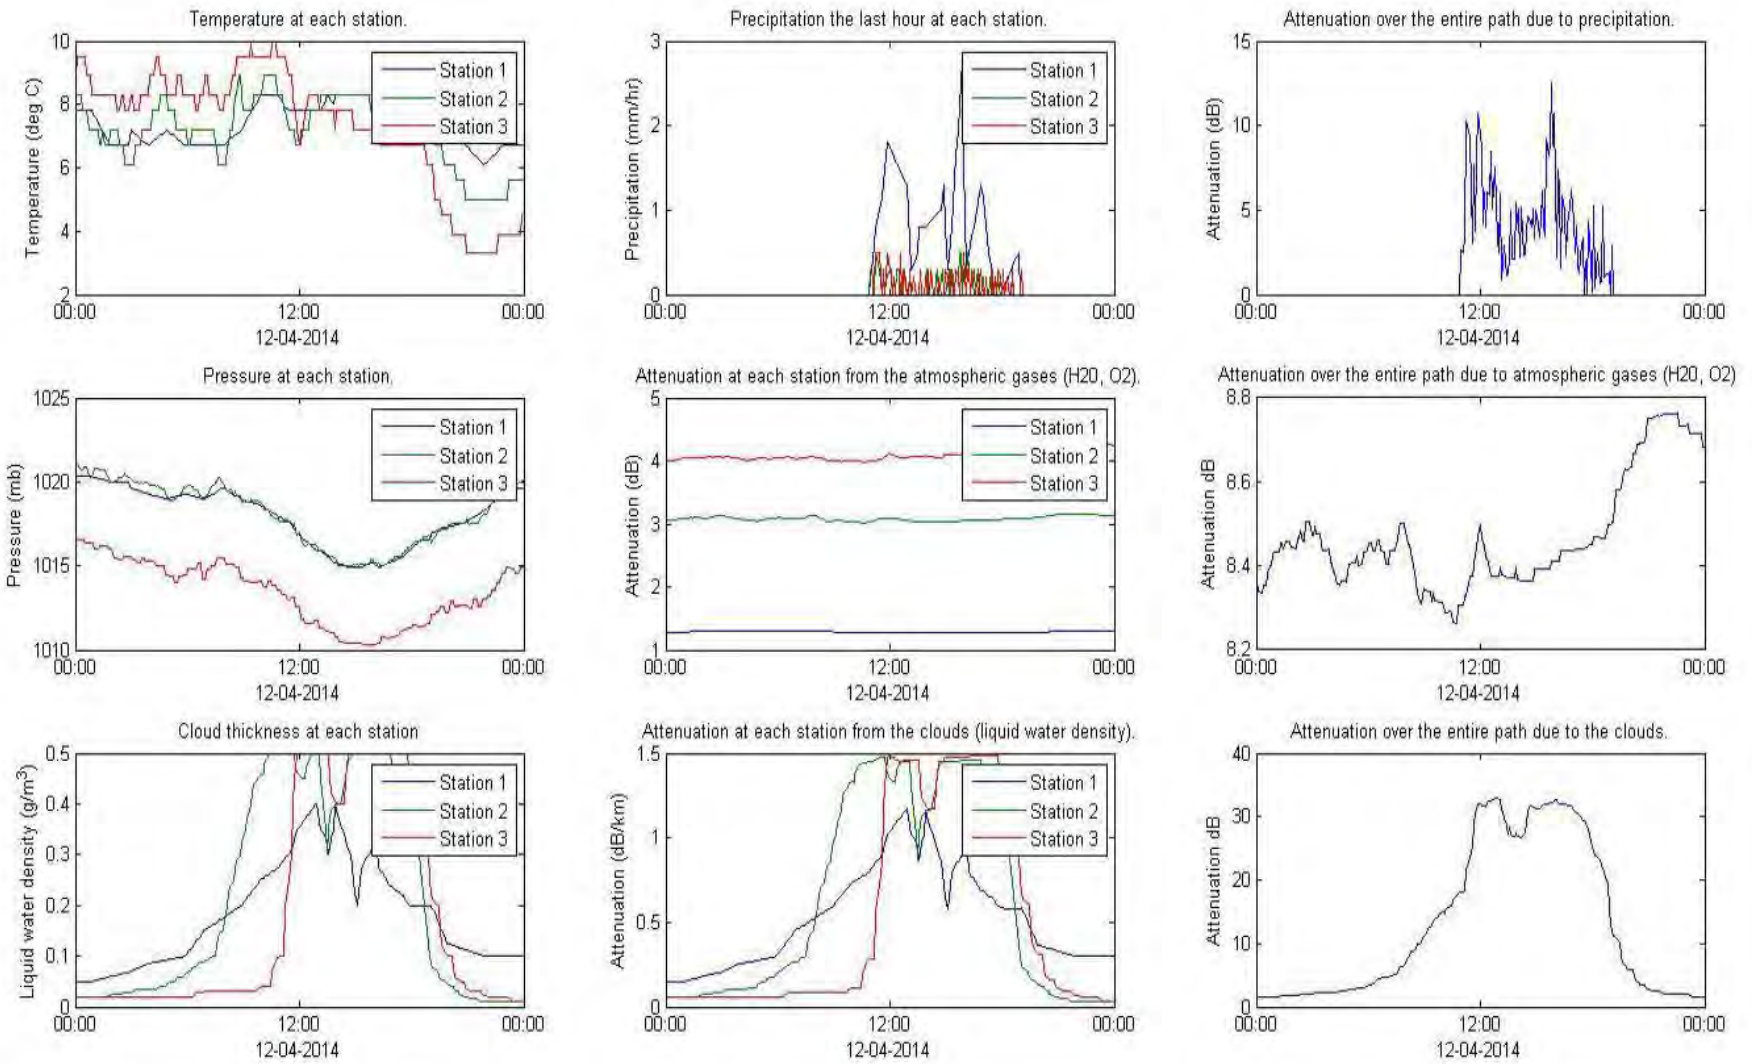 Temperature at each station.
Temperature (deg C)
10
8
6
4
2
Station 1
Station 2
Station 3
00:00
12:00
00:00
12-04-2014
Precipitation the last hour at each station.
Precipitation (mm/hr)
3
2
1
0
Station 1
Station 2
Station 3
00:00
12:00
00:00
12-04-2014
Attenuation over the entire path due to precipitation.
Attenuation (dB)
15
10
5
0
00:00
12:00
00:00
12-04-2014
Pressure at each station.
Pressure (mb)
1025
1020
1015
1010
Station 1
Station 2
Station 3
00:00
12:00
00:00
12-04-2014
Attenuation at each station from the atmospheric gases (H20, O2).
Attenuation (dB)
5
4
3
2
1
Station 1
Station 2
Station 3
00:00
12:00
00:00
12-04-2014
Attenuation over the entire path due to atmospheric gases (H20, O2)
Attenuation dB
8.8
8.6
8.4
8.2
00:00
12:00
00:00
12-04-2014
Cloud thickness at each station
Liquid water density (g/m³)
0.5
0.4
0.3
0.2
0.1
0
Station 1
Station 2
Station 3
00:00
12:00
00:00
12-04-2014
Attenuation at each station from the clouds (liquid water density).
Attenuation (dB/km)
1.5
1
0.5
0
Station 1
Station 2
Station 3
00:00
12:00
00:00
12-04-2014
Attenuation over the entire path due to the clouds.
Attenuation dB
40
30
20
10
0
00:00
12:00
00:00
12-04-2014